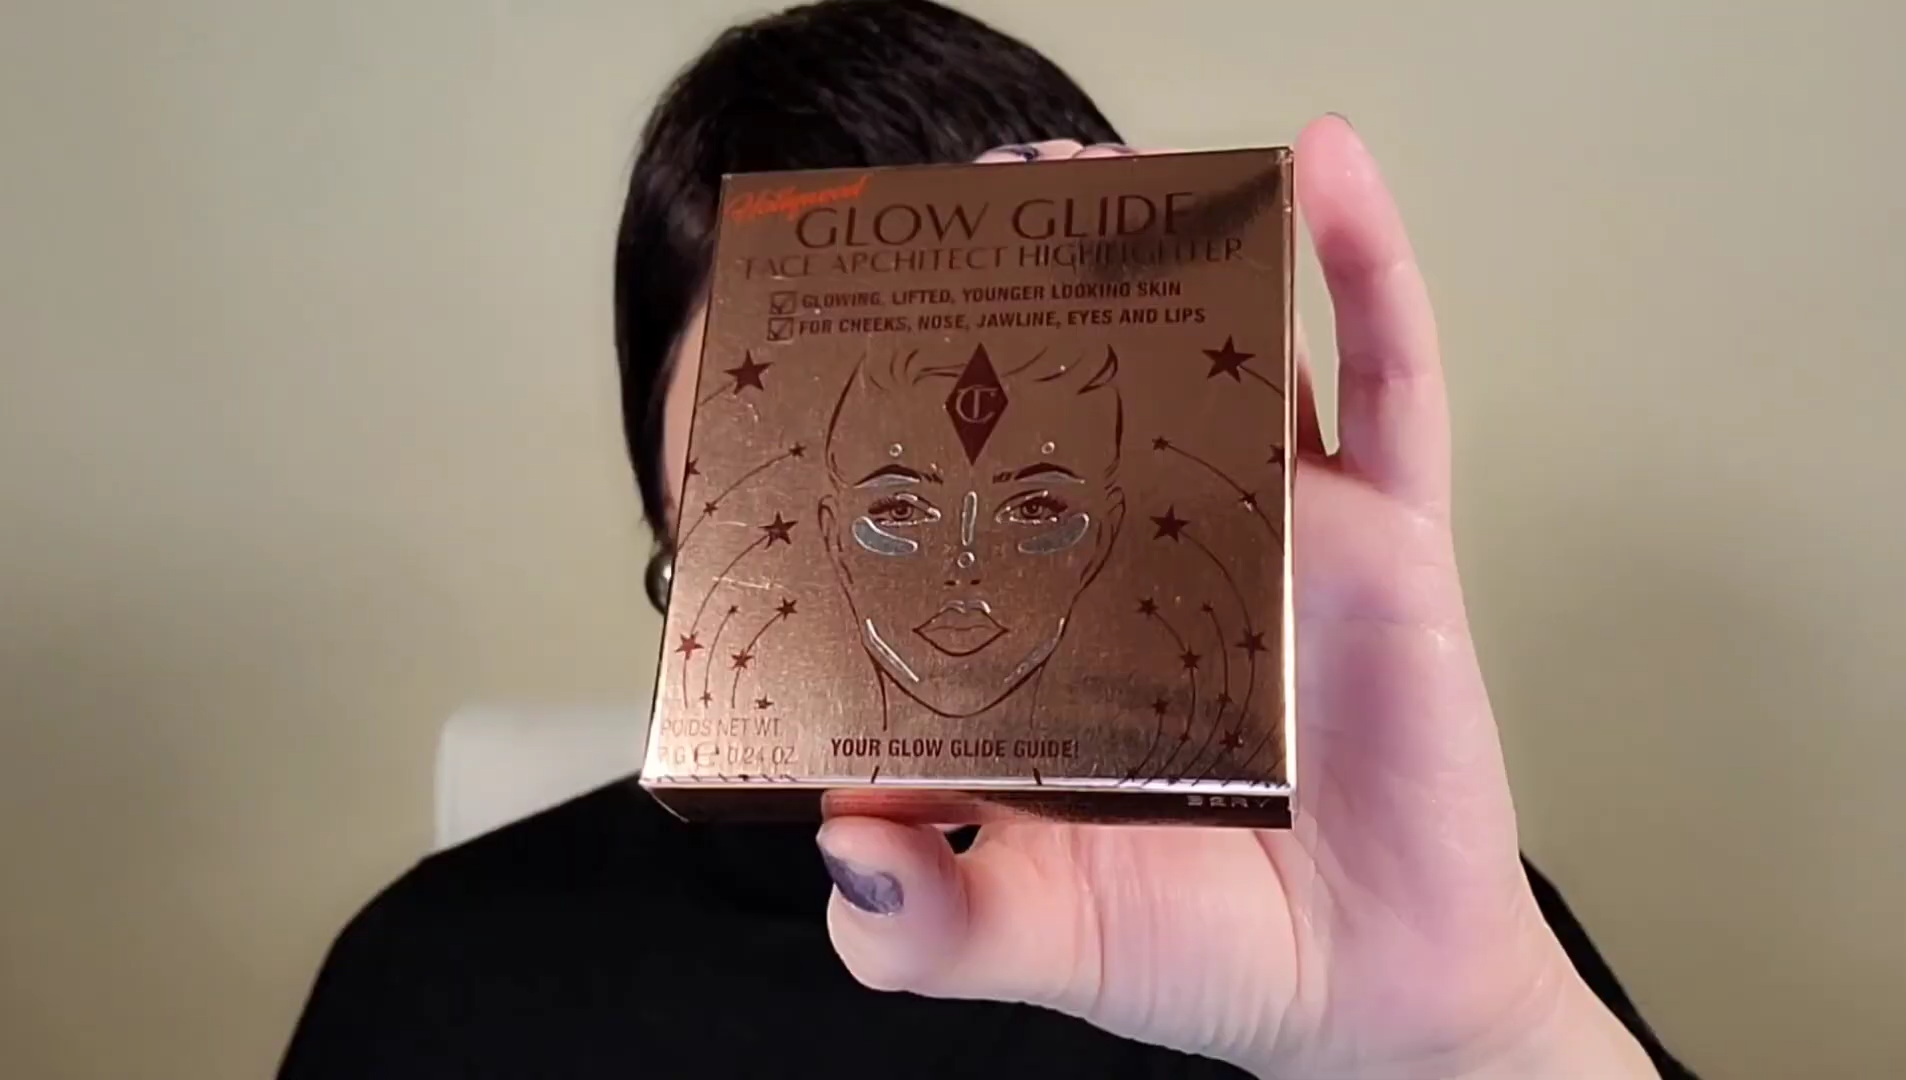 Hollywood
GLOW GLIDE
FACE ARCHITECT HIGHLIGHTER
GLOWING, LIFTED, YOUNGER LOOKING SKIN
FOR CHEEKS, NOSE, JAWLINE, EYES AND LIPS
CT
POIDS NET WT.
7 G e 0.24 OZ
YOUR GLOW GLIDE GUIDE!